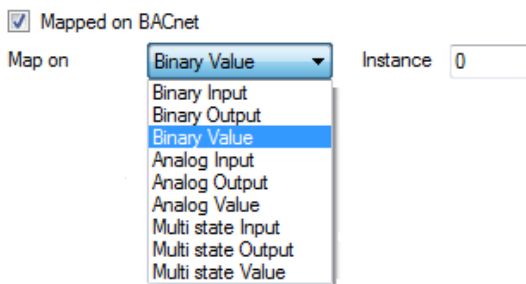 Mapped on BACnet
Map on Binary Value Instance 0
Binary Input
Binary Output
Binary Value
Analog Input
Analog Output
Analog Value
Multi state Input
Multi state Output
Multi state Value